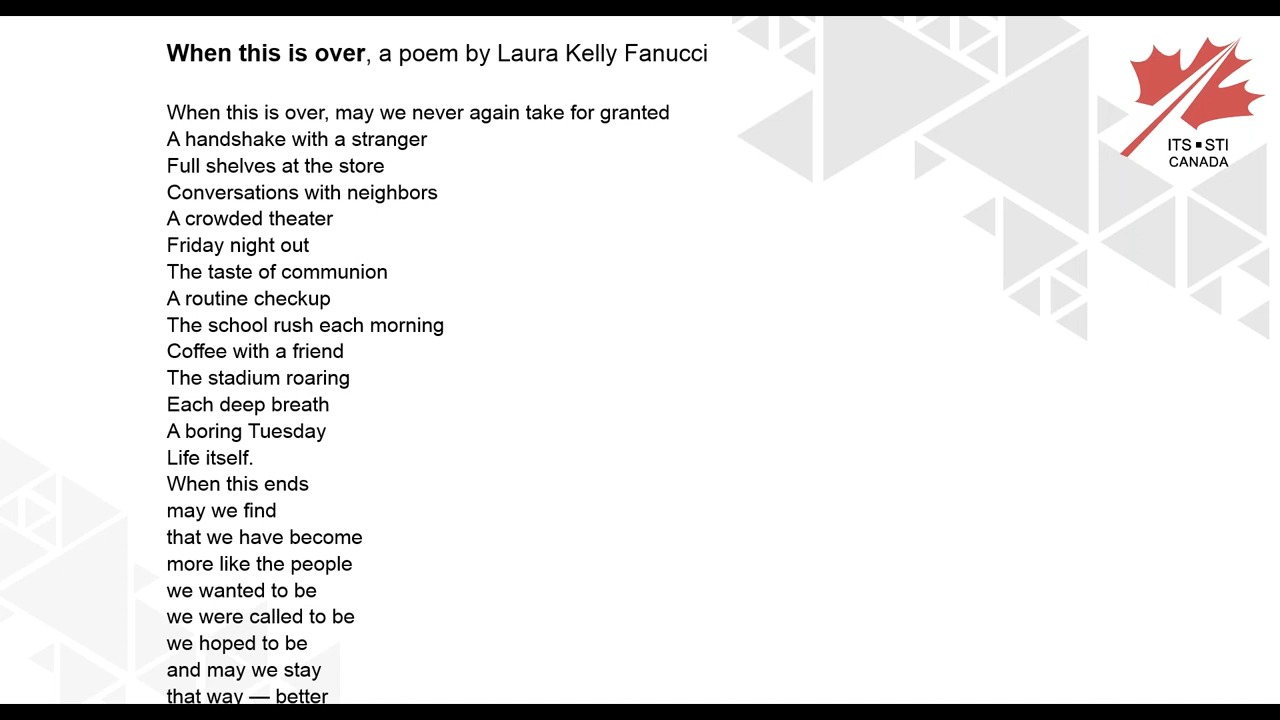 When this is over, a poem by Laura Kelly Fanucci
When this is over, may we never again take for granted
A handshake with a stranger
Full shelves at the store
Conversations with neighbors
A crowded theater
Friday night out
The taste of communion
A routine checkup
The school rush each morning
Coffee with a friend
The stadium roaring
Each deep breath
A boring Tuesday
Life itself.
When this ends
may we find
that we have become
more like the people
we wanted to be
we were called to be
we hoped to be
and may we stay
that way — better
ITS ▪ STI
CANADA